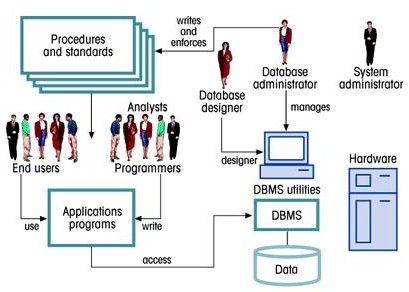 Procedures
and standards
writes
and
enforces
Database
designer
Database
administrator
System
administrator
manages
Analysts
End users
Programmers
designer
Hardware
DBMS utilities
Applications
programs
use
write
DBMS
access
Data